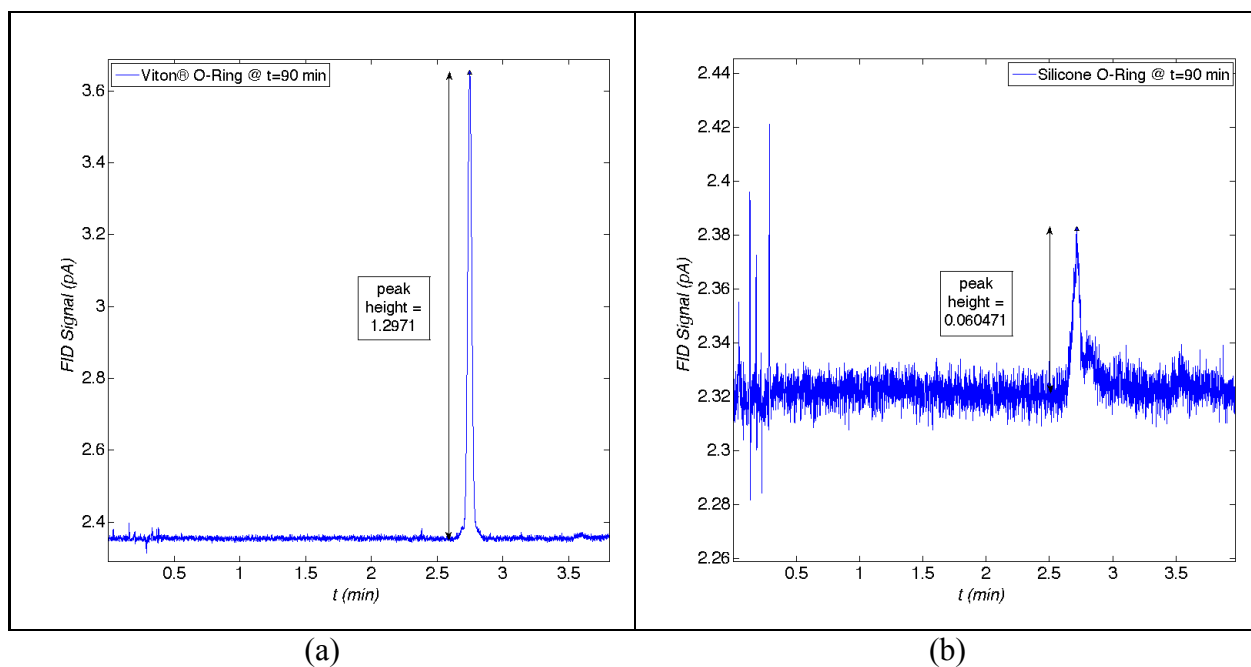 Viton® O-Ring @ t=90 min
3.6
3.4
3.2
3
2.8
2.6
2.4
FID Signal (pA)
peak
height =
1.2971
0.5
1
1.5
2
2.5
3
3.5
t (min)
(a)
Silicone O-Ring @ t=90 min
2.44
2.42
2.4
2.38
2.36
2.34
2.32
2.3
2.28
2.26
FID Signal (pA)
peak
height =
0.060471
0.5
1
1.5
2
2.5
3
3.5
t (min)
(b)